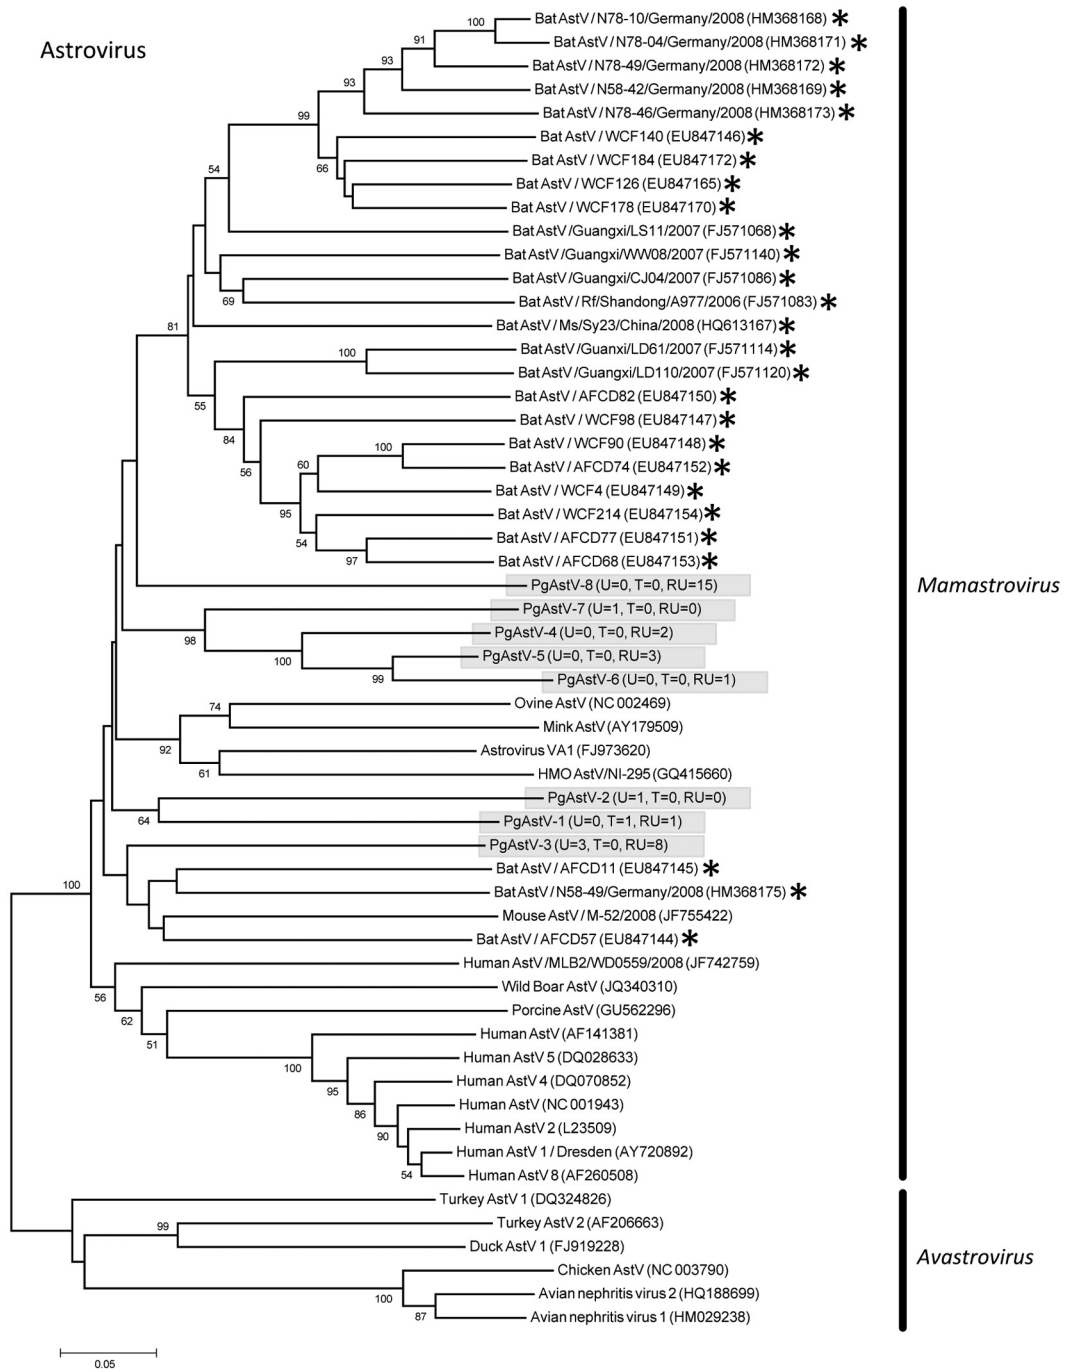 Astrovirus
100
Bat AstV / N78-10/Germany/2008 (HM368168) *
91
Bat AstV / N78-04/Germany/2008 (HM368171) *
93
Bat AstV / N78-49/Germany/2008 (HM368172) *
93
Bat AstV / N58-42/Germany/2008 (HM368169) *
99
Bat AstV / N78-46/Germany/2008 (HM368173) *
Bat AstV / WCF140 (EU847146) *
66
Bat AstV / WCF184 (EU847172) *
54
Bat AstV / WCF126 (EU847165) *
Bat AstV / WCF178 (EU847170) *
Bat AstV/Guangxi/LS11/2007 (FJ571068) *
Bat AstV/Guangxi/WW08/2007 (FJ571140) *
Bat AstV/Guangxi/CJ04/2007 (FJ571086) *
69
Bat AstV / Rf/Shandong/A977/2006 (FJ571083) *
81
Bat AstV / Ms/Sy23/China/2008 (HQ613167) *
100
Bat AstV/Guanxi/LD61/2007 (FJ571114) *
Bat AstV/Guangxi/LD110/2007 (FJ571120) *
55
Bat AstV / AFCD82 (EU847150) *
84
Bat AstV / WCF98 (EU847147) *
100
Bat AstV / WCF90 (EU847148) *
56
60
Bat AstV / AFCD74 (EU847152) *
Bat AstV / WCF4 (EU847149) *
95
Bat AstV / WCF214 (EU847154) *
54
Bat AstV / AFCD77 (EU847151) *
97
Bat AstV / AFCD68 (EU847153) *
PgAstV-8 (U=0, T=0, RU=15)
Mamastrovirus
PgAstV-7 (U=1, T=0, RU=0)
98
PgAstV-4 (U=0, T=0, RU=2)
100
PgAstV-5 (U=0, T=0, RU=3)
99
PgAstV-6 (U=0, T=0, RU=1)
74
Ovine AstV (NC 002469)
Mink AstV (AY179509)
92
Astrovirus VA1 (FJ973620)
61
HMO AstV/NI-295 (GQ415660)
PgAstV-2 (U=1, T=0, RU=0)
64
PgAstV-1 (U=0, T=1, RU=1)
PgAstV-3 (U=3, T=0, RU=8)
Bat AstV / AFCD11 (EU847145) *
100
Bat AstV / N58-49/Germany/2008 (HM368175) *
Mouse AstV / M-52/2008 (JF755422)
Bat AstV / AFCD57 (EU847144) *
Human AstV /MLB2/WD0559/2008 (JF742759)
56
Wild Boar AstV (JQ340310)
62
Porcine AstV (GU562296)
51
Human AstV (AF141381)
100
Human AstV 5 (DQ028633)
95
Human AstV 4 (DQ070852)
86
Human AstV (NC 001943)
90
Human AstV 2 (L23509)
Human AstV 1 / Dresden (AY720892)
54
Human AstV 8 (AF260508)
Turkey AstV 1 (DQ324826)
99
Turkey AstV 2 (AF206663)
Duck AstV 1 (FJ919228)
Avastrovirus
Chicken AstV (NC 003790)
100
Avian nephritis virus 2 (HQ188699)
87
Avian nephritis virus 1 (HM029238)
0.05